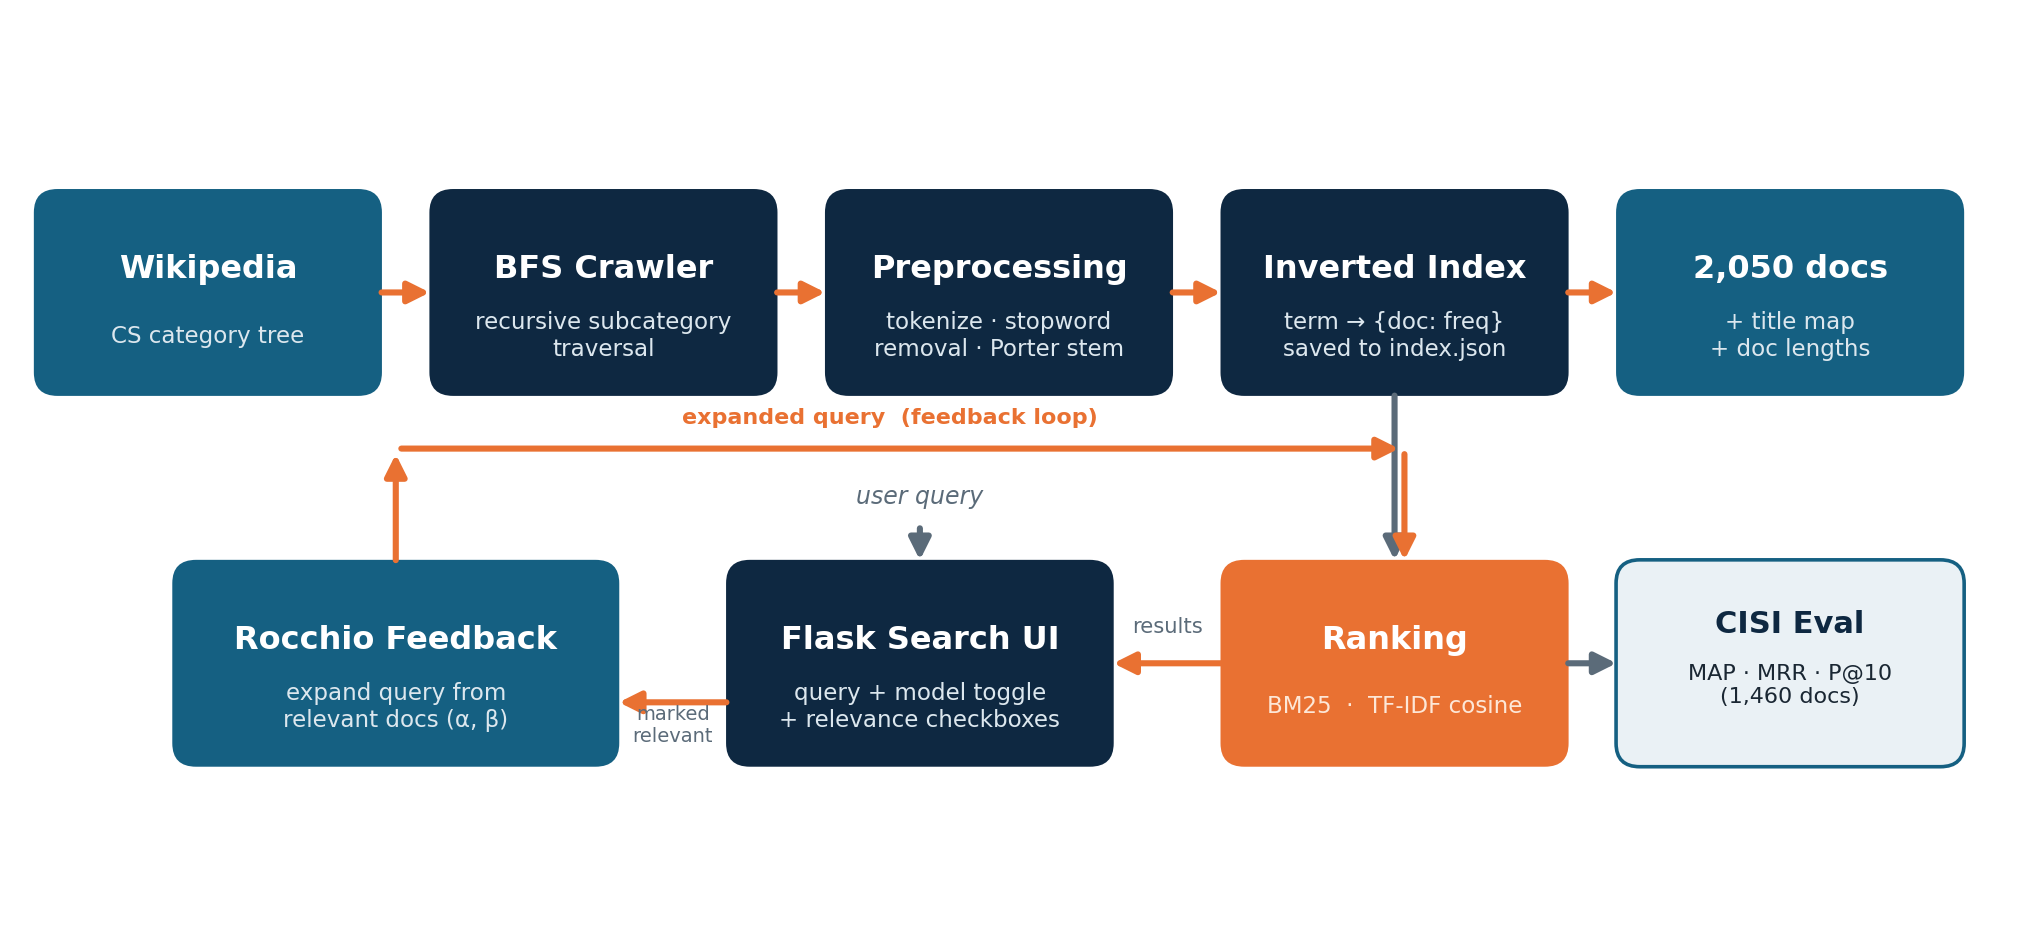 Wikipedia
CS category tree
BFS Crawler
recursive subcategory
traversal
Preprocessing
tokenize · stopword
removal · Porter stem
Inverted Index
term → {doc: freq}
saved to index.json
2,050 docs
+ title map
+ doc lengths
expanded query  (feedback loop)
user query
Rocchio Feedback
expand query from
relevant docs (α, β)
marked
relevant
Flask Search UI
query + model toggle
+ relevance checkboxes
results
Ranking
BM25  ·  TF-IDF cosine
CISI Eval
MAP · MRR · P@10
(1,460 docs)